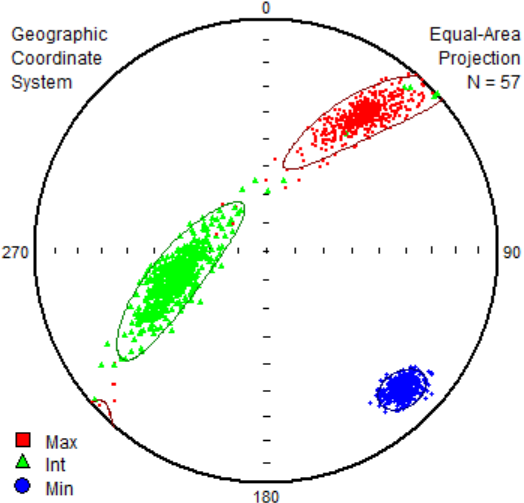 0
Geographic
Coordinate
System
Equal-Area
Projection
N = 57
270
90
Max
Int
Min
180